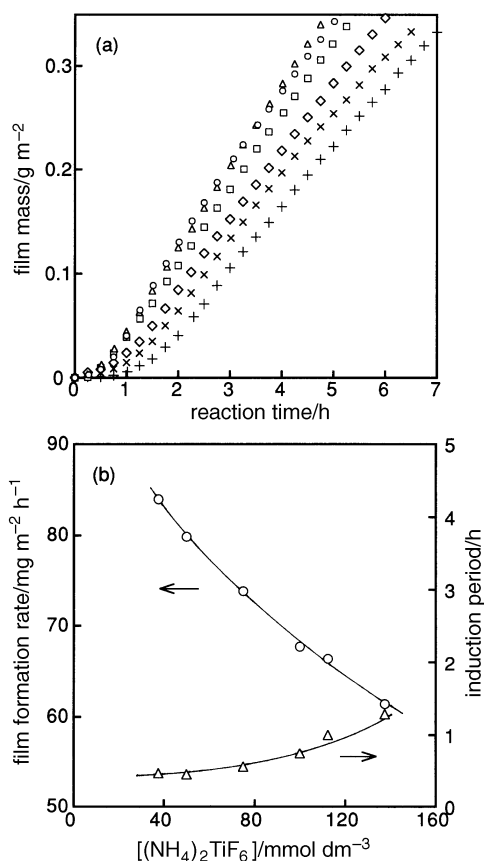 (a)
film mass/g m⁻²
0.3
0.2
0.1
0
0 1 2 3 4 5 6 7
reaction time/h
(b)
film formation rate/mg m⁻² h⁻¹
90
80
70
60
50
induction period/h
5
4
3
2
1
0
0 40 80 120 160
[(NH₄)₂TiF₆]/mmol dm⁻³